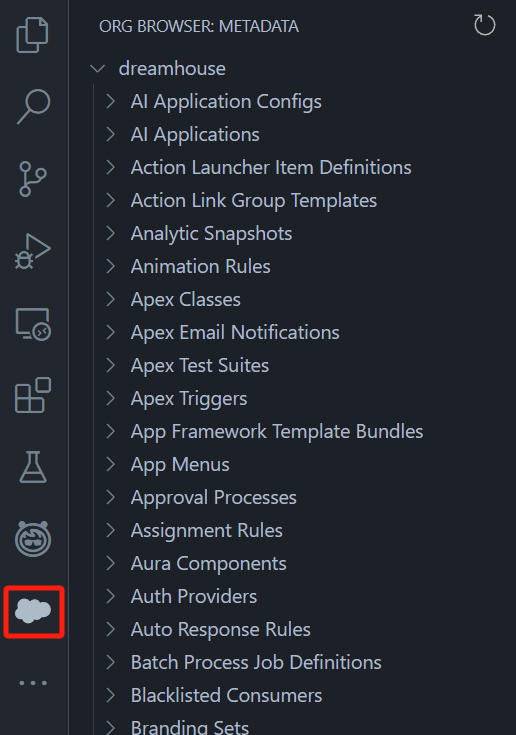 ORG BROWSER: METADATA
dreamhouse
AI Application Configs
AI Applications
Action Launcher Item Definitions
Action Link Group Templates
Analytic Snapshots
Animation Rules
Apex Classes
Apex Email Notifications
Apex Test Suites
Apex Triggers
App Framework Template Bundles
App Menus
Approval Processes
Assignment Rules
Aura Components
Auth Providers
Auto Response Rules
Batch Process Job Definitions
Blacklisted Consumers
Branding Sets